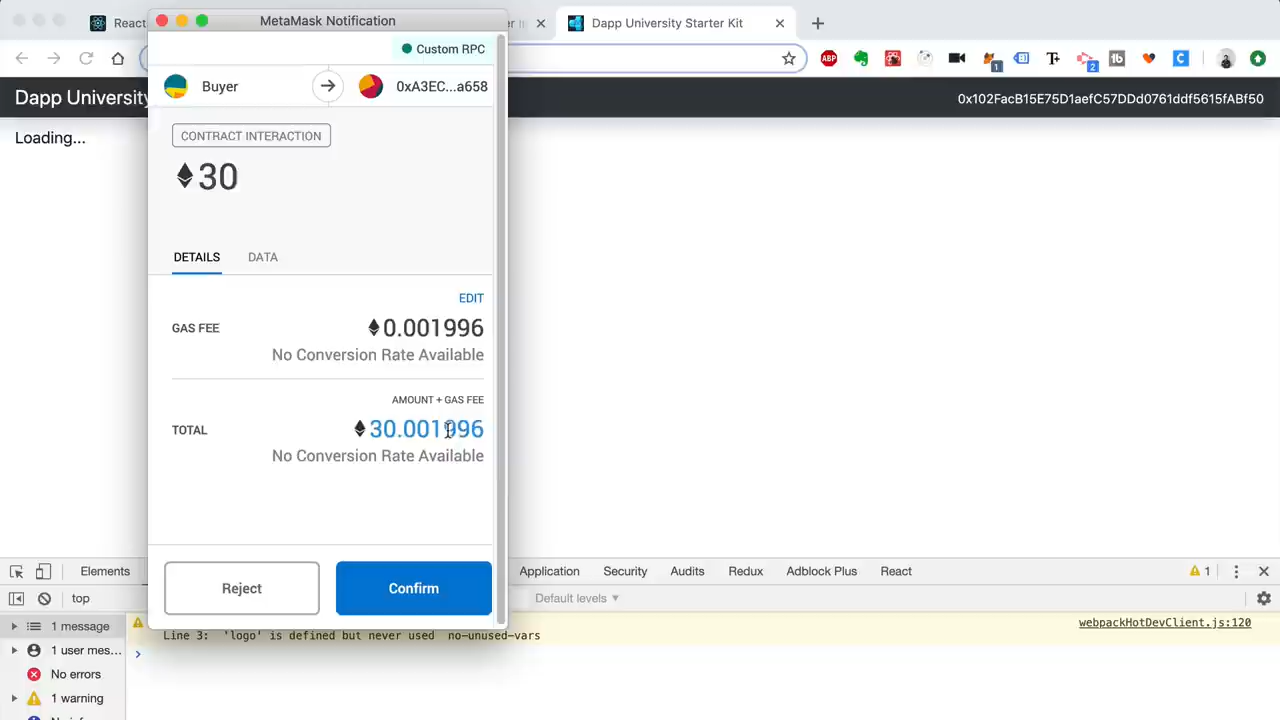 React
MetaMask Notification
Dapp University Starter Kit
Custom RPC
ABP
1
2
16
C
Buyer
0xA3EC...a658
Dapp University
0x102FacB15E75D1aefC57DDd0761ddf5615fABf50
Loading...
CONTRACT INTERACTION
30
DETAILS
DATA
EDIT
GAS FEE
0.001996
No Conversion Rate Available
AMOUNT + GAS FEE
TOTAL
30.001996
No Conversion Rate Available
Reject
Confirm
Elements
Application
Security
Audits
Redux
Adblock Plus
React
1
top
Default levels ▼
1 message
webpackHotDevClient.js:120
Line 3: 'logo' is defined but never used no-unused-vars
1 user mes...
No errors
1 warning